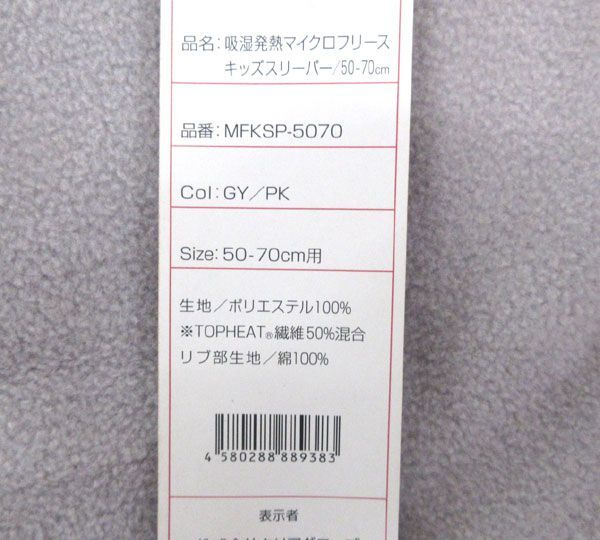 品名：吸湿発熱マイクロフリース
キッズスリーパー/50-70cm
品番：MFKSP-5070
Col：GY／PK
Size：50-70cm用
生地／ポリエステル100%
※TOPHEAT®繊維50%混合
リブ部生地／綿100%
4 580288 889383
表示者